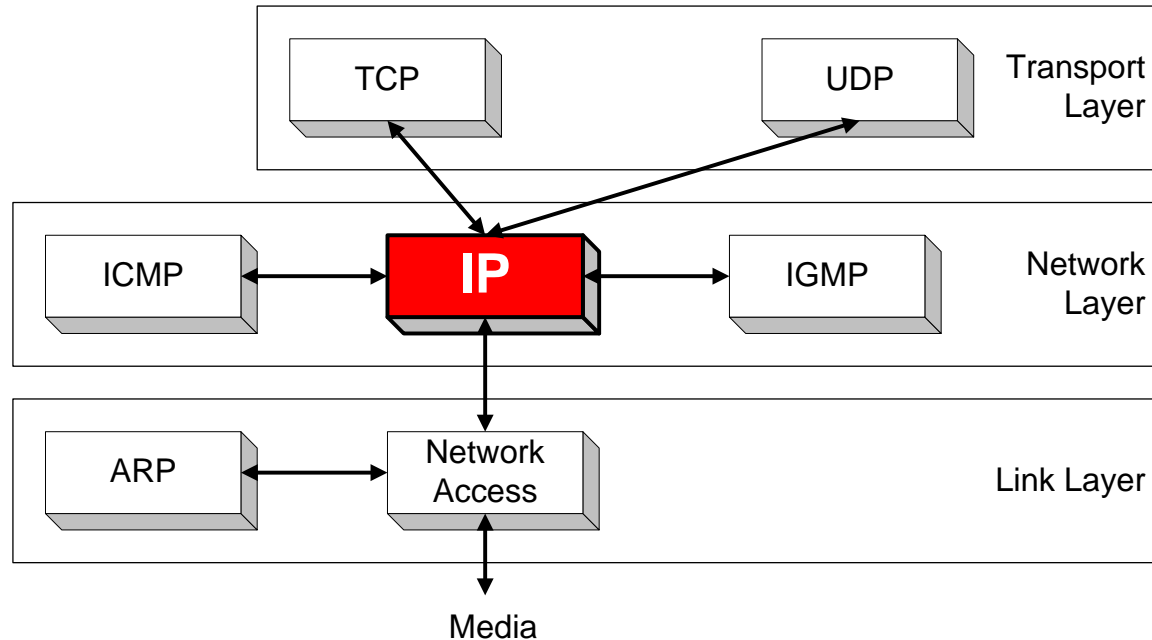 TCP
UDP
Transport
Layer
ICMP
IP
IGMP
Network
Layer
ARP
Network
Access
Link Layer
Media